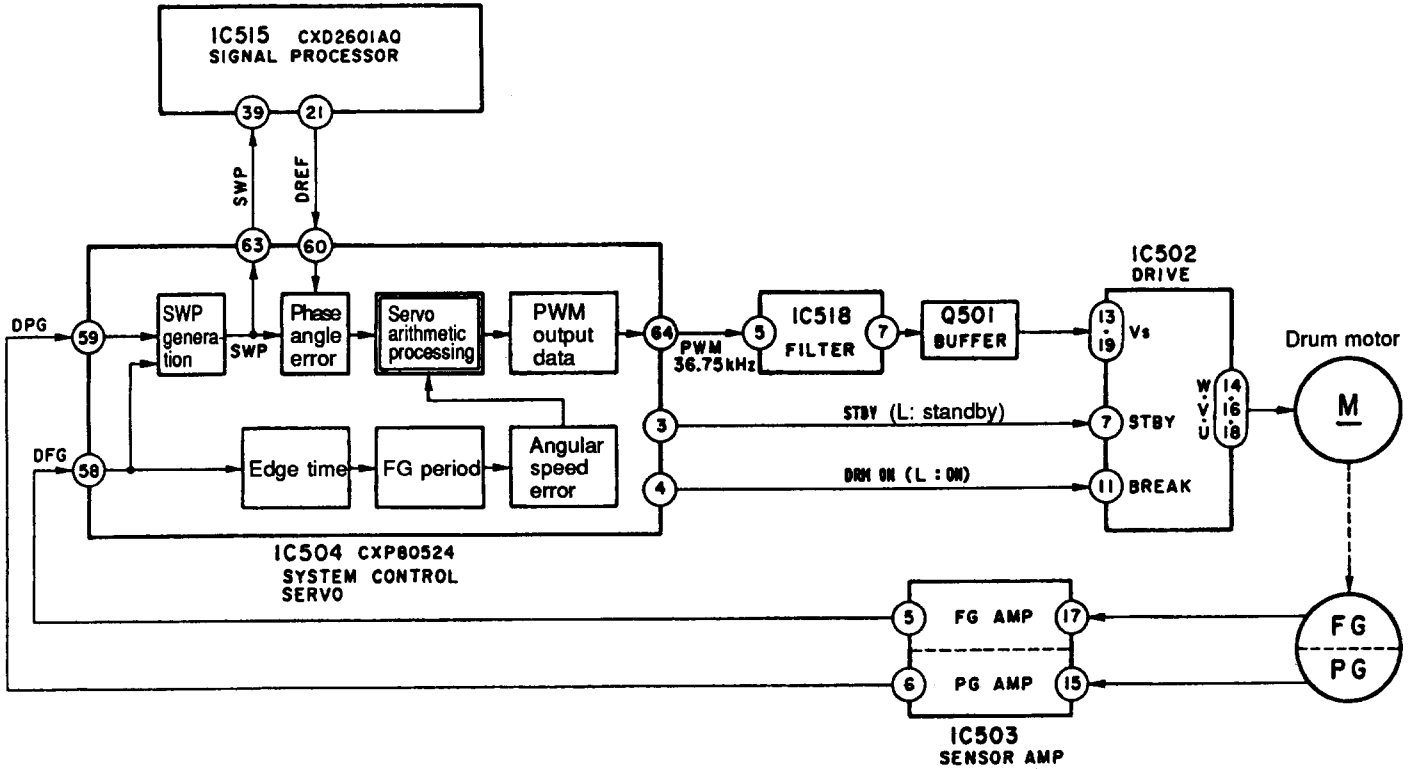 IC515 CXD2601AQ
SIGNAL PROCESSOR
39
21
SWP
DREF
63
60
DPG
59
SWP
genera-
tion
SWP
Phase
angle
error
Servo
arithmetic
processing
PWM
output
data
64
PWM
36.75kHz
5
IC518
FILTER
7
Q501
BUFFER
IC502
DRIVE
13
19
Vs
Drum motor
M
W
V
U
14
16
18
3
STBY (L: standby)
7
STBY
DFG
58
Edge time
FG period
Angular
speed
error
4
DRM ON (L : ON)
11
BREAK
IC504 CXP80524
SYSTEM CONTROL
SERVO
5
FG AMP
17
FG
6
PG AMP
15
PG
IC503
SENSOR AMP